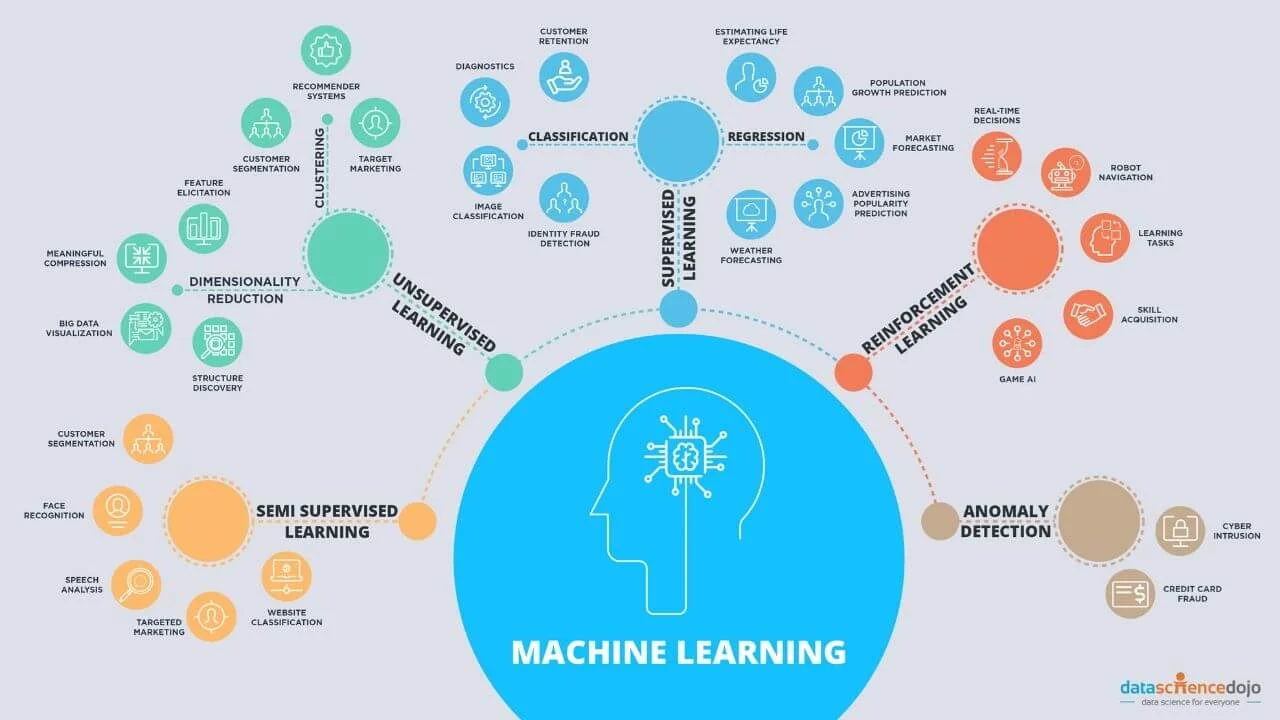 RECOMMENDER
SYSTEMS
CUSTOMER
SEGMENTATION
TARGET
MARKETING
CLUSTERING
FEATURE
ELICITATION
MEANINGFUL
COMPRESSION
DIMENSIONALITY
REDUCTION
BIG DATA
VISUALIZATION
STRUCTURE
DISCOVERY
UNSUPERVISED
LEARNING
CUSTOMER
RETENTION
DIAGNOSTICS
CLASSIFICATION
IMAGE
CLASSIFICATION
IDENTITY FRAUD
DETECTION
ESTIMATING LIFE
EXPECTANCY
POPULATION
GROWTH PREDICTION
REGRESSION
MARKET
FORECASTING
ADVERTISING
POPULARITY
PREDICTION
WEATHER
FORECASTING
SUPERVISED
LEARNING
REAL-TIME
DECISIONS
ROBOT
NAVIGATION
LEARNING
TASKS
SKILL
ACQUISITION
GAME AI
REINFORCEMENT
LEARNING
CUSTOMER
SEGMENTATION
FACE
RECOGNITION
SEMI SUPERVISED
LEARNING
SPEECH
ANALYSIS
TARGETED
MARKETING
WEBSITE
CLASSIFICATION
ANOMALY
DETECTION
CYBER
INTRUSION
CREDIT CARD
FRAUD
MACHINE LEARNING
datasciencedojo
data science for everyone